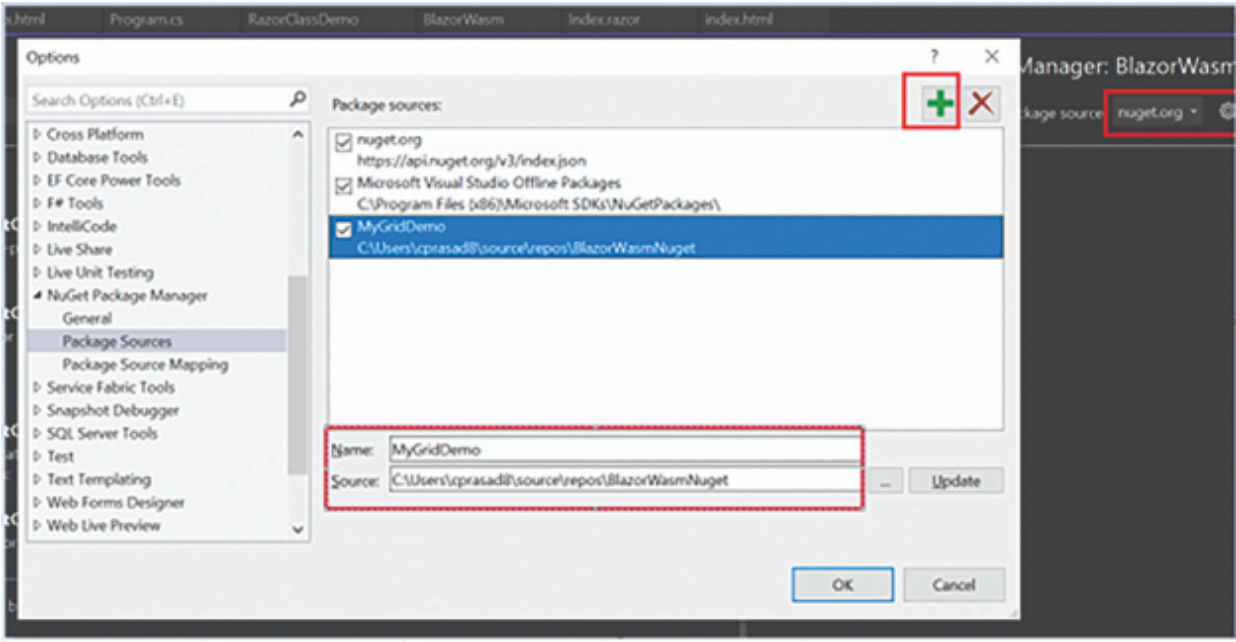 x.html Program.cs RazorClassDemo BlazorWasm Index.razor index.html
Options ? ×
Manager: BlazorWasm
Search Options (Ctrl+E)
Package sources:
ckage source nuget.org
Cross Platform
Database Tools
EF Core Power Tools
F# Tools
IntelliCode
Live Share
Live Unit Testing
NuGet Package Manager
General
Package Sources
Package Source Mapping
Service Fabric Tools
Snapshot Debugger
SQL Server Tools
Test
Text Templating
Web Forms Designer
Web Live Preview
nuget.org
https://api.nuget.org/v3/index.json
Microsoft Visual Studio Offline Packages
C:\Program Files (x86)\Microsoft SDKs\NuGetPackages\
MyGridDemo
C:\Users\cprasad8\source\repos\BlazorWasmNuget
Name: MyGridDemo
Source: C:\Users\cprasad8\source\repos\BlazorWasmNuget ... Update
OK Cancel